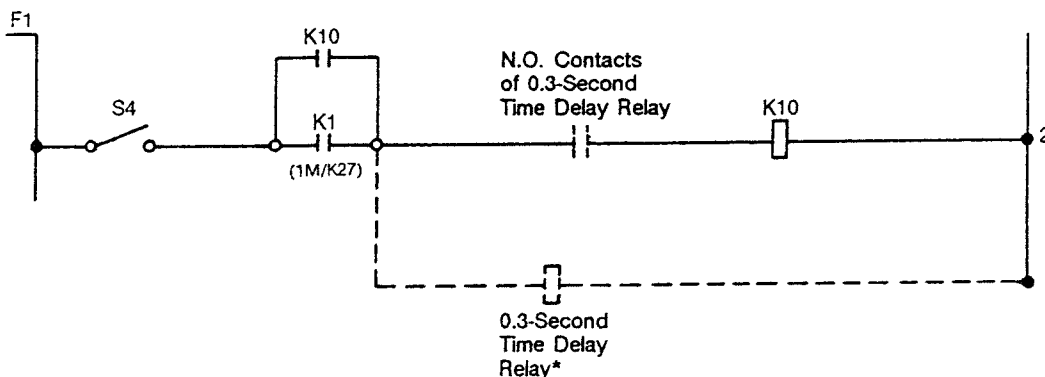 F1
K10
N.O. Contacts
of 0.3-Second
Time Delay Relay
S4
K1
K10
2
(1M/K27)
0.3-Second
Time Delay
Relay*